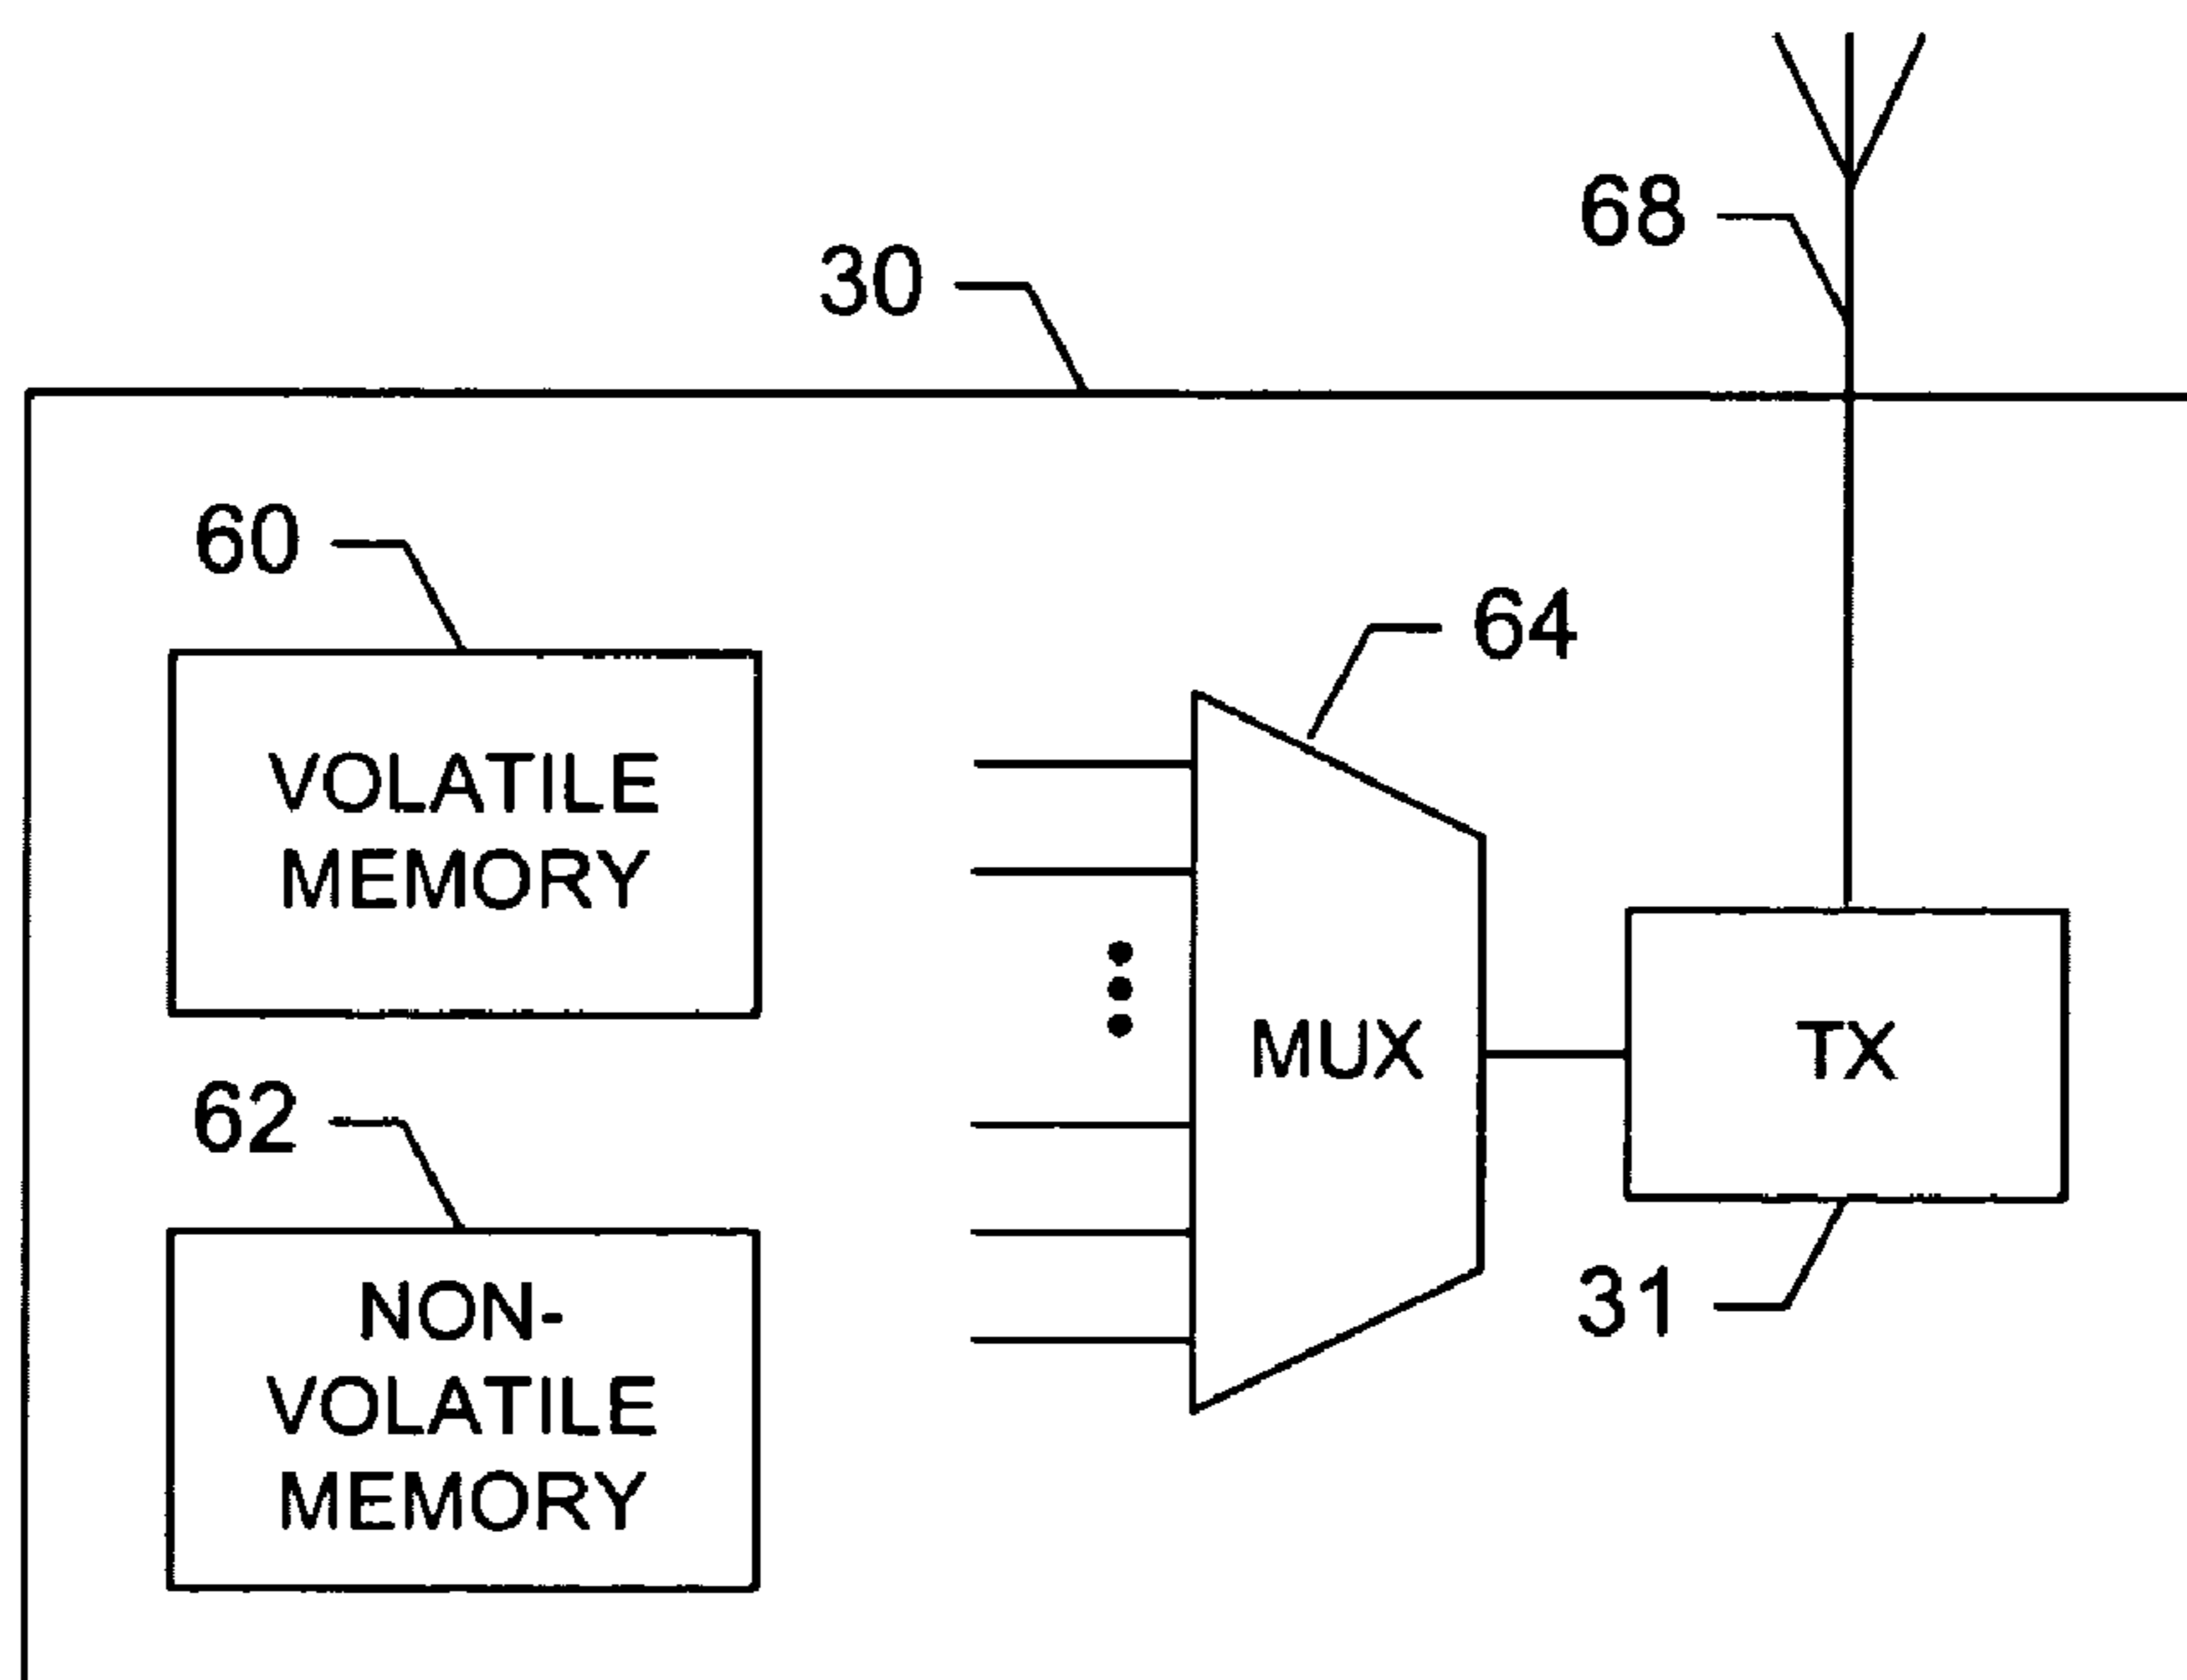 68
30
60
64
VOLATILE
MEMORY
MUX
TX
62
31
NON-
VOLATILE
MEMORY